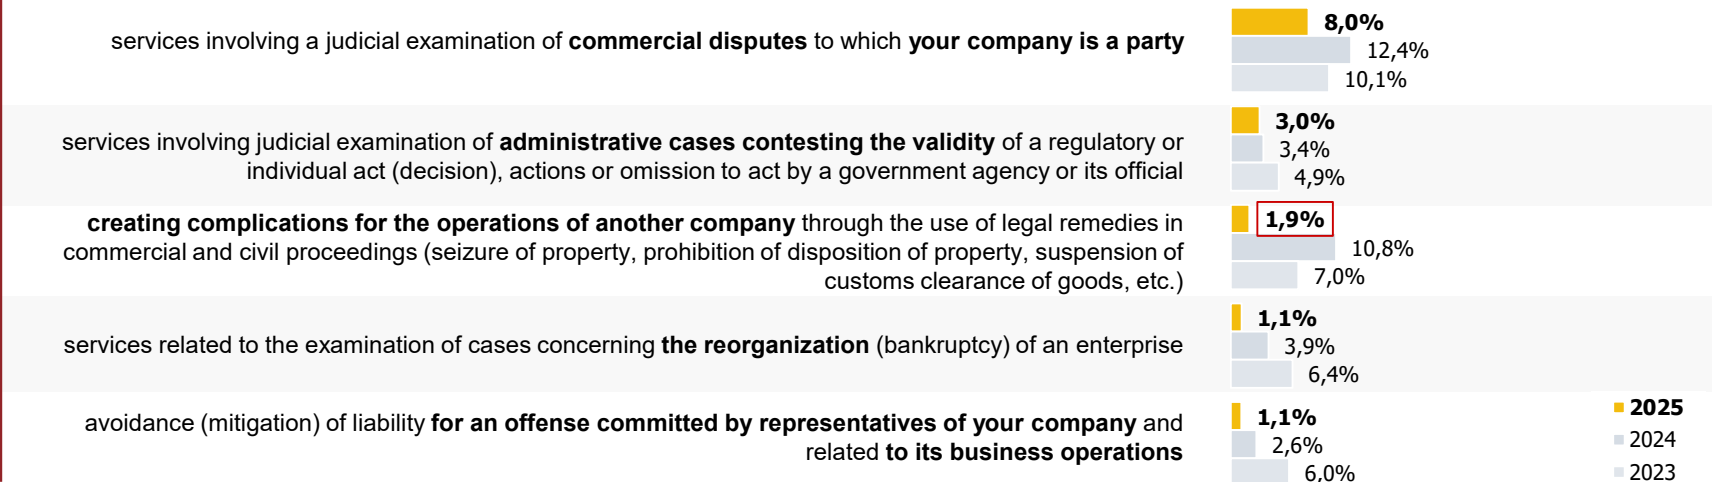 services involving a judicial examination of commercial disputes to which your company is a party
8,0%
12,4%
10,1%
services involving judicial examination of administrative cases contesting the validity of a regulatory or
individual act (decision), actions or omission to act by a government agency or its official
3,0%
3,4%
4,9%
creating complications for the operations of another company through the use of legal remedies in
commercial and civil proceedings (seizure of property, prohibition of disposition of property, suspension of
customs clearance of goods, etc.)
1,9%
10,8%
7,0%
services related to the examination of cases concerning the reorganization (bankruptcy) of an enterprise
1,1%
3,9%
6,4%
avoidance (mitigation) of liability for an offense committed by representatives of your company and
related to its business operations
1,1%
2,6%
6,0%
2025
2024
2023